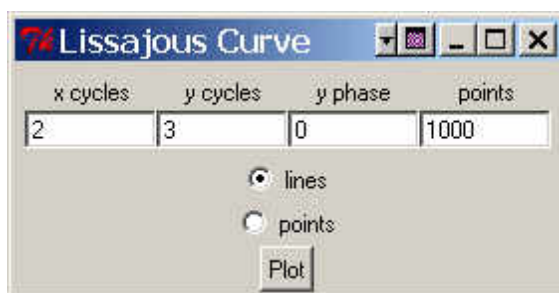 Lissajous Curve
x cycles y cycles y phase points
2 3 0 1000
lines
points
Plot